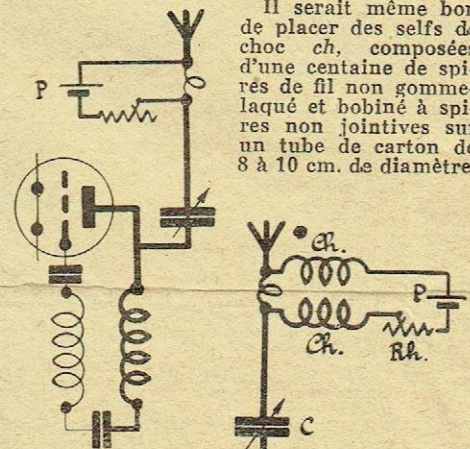 Il serait même bon
de placer des selfs de
choc ch, composées
d'une centaine de spi-
res de fil non gomme-
laqué et bobiné à spi-
res non jointives sur
un tube de carton de
8 à 10 cm. de diamètre
P
Ch.
P
Ch.
Rh.
C